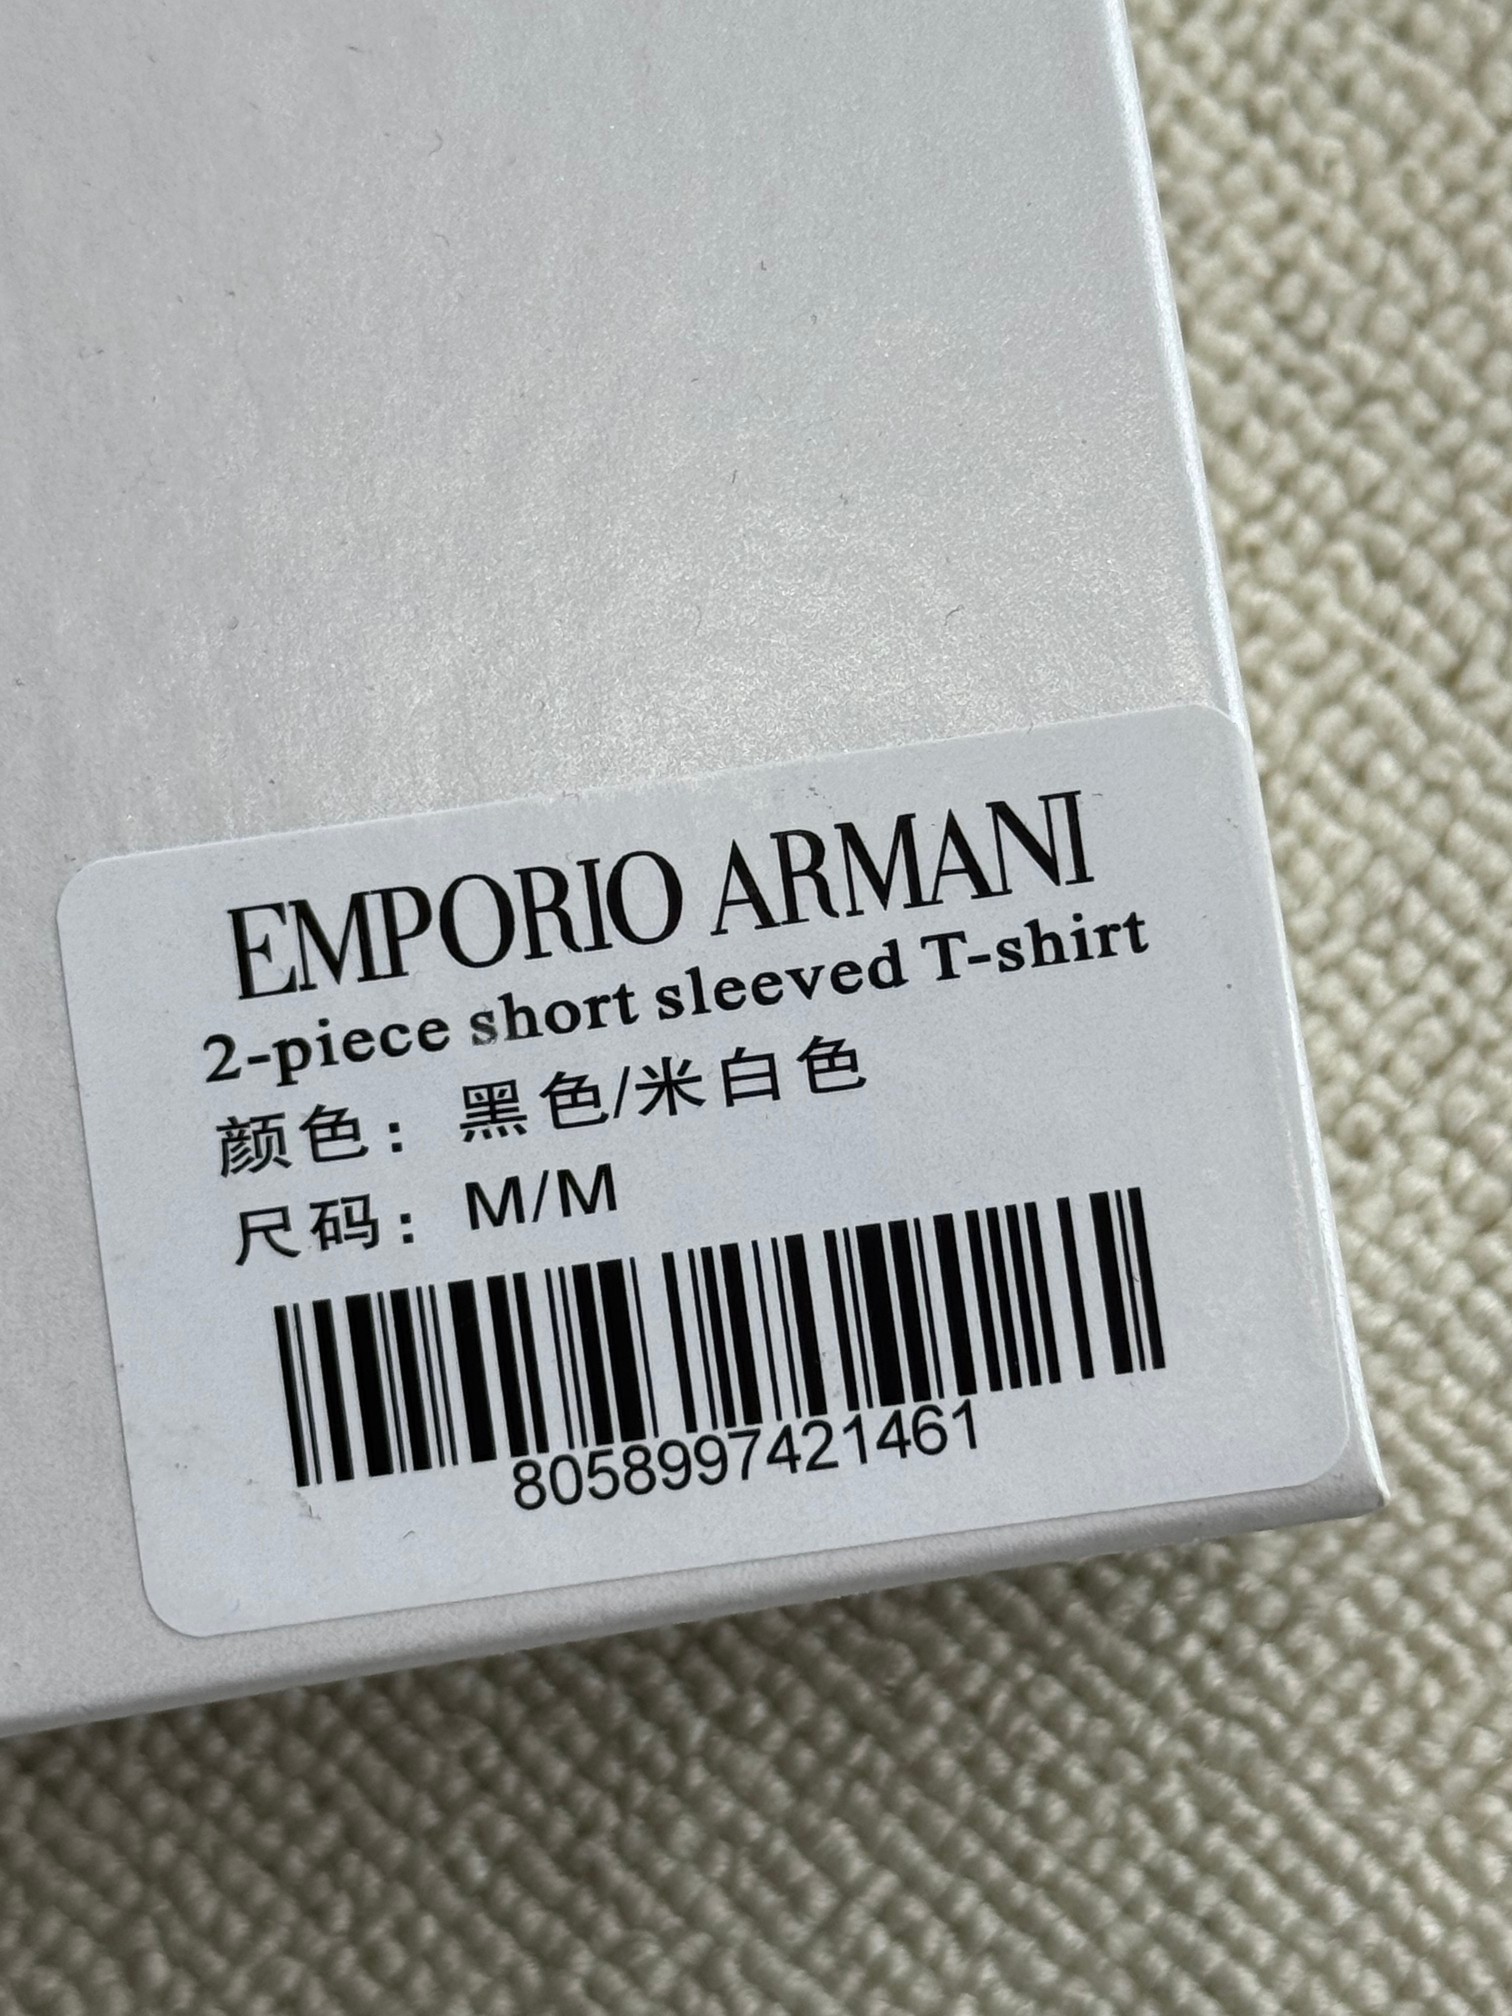 EMPORIO ARMANI
2-piece short sleeved T-shirt
颜色：黑色/米白色
尺码：M/M
8058997421461